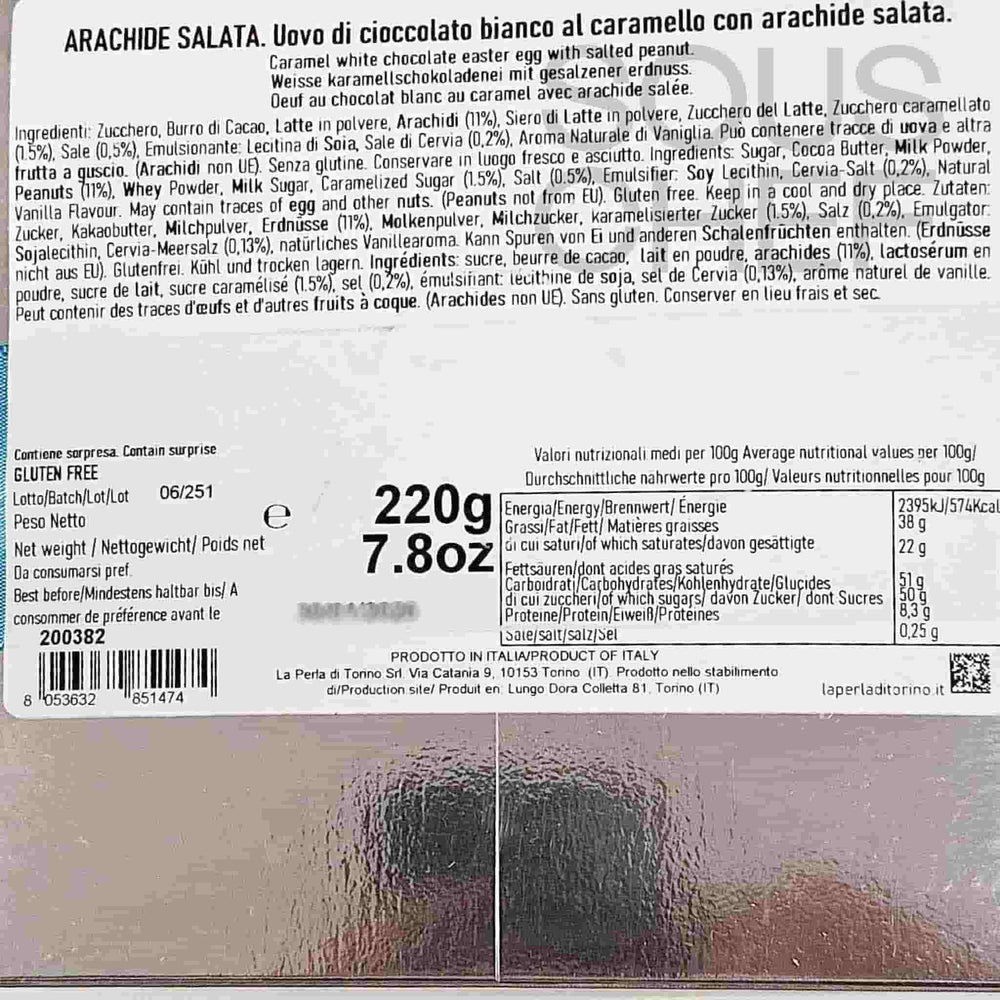 ARACHIDE SALATA. Uovo di cioccolato bianco al caramello con arachide salata.
Caramel white chocolate easter egg with salted peanut.
Weisse karamellschokoladenei mit gesalzener erdnuss.
Oeuf au chocolat blanc au caramel avec arachide salée.
Ingredienti: Zucchero, Burro di Cacao, Latte in polvere, Arachidi (11%), Siero di Latte in polvere, Zucchero del Latte, Zucchero caramellato
(1.5%), Sale (0,5%), Emulsionante: Lecitina di Soia, Sale di Cervia (0,2%), Aroma Naturale di Vaniglia. Può contenere tracce di uova e altra
frutta a guscio. (Arachidi non UE). Senza glutine. Conservare in luogo fresco e asciutto. Ingredients: Sugar, Cocoa Butter, Milk Powder,
Peanuts (11%), Whey Powder, Milk Sugar, Caramelized Sugar (1.5%), Salt (0.5%), Emulsifier: Soy Lecithin, Cervia-Salt (0,2%), Natural
Vanilla Flavour. May contain traces of egg and other nuts. (Peanuts not from EU). Gluten free. Keep in a cool and dry place. Zutaten:
Zucker, Kakaobutter, Milchpulver, Erdnüsse (11%), Molkenpulver, Milchzucker, karamelisierter Zucker (1.5%), Salz (0,2%), Emulgator:
Sojalecithin, Cervia-Meersalz (0,13%), natürliches Vanillearoma. Kann Spuren von Ei und anderen Schalenfrüchten enthalten. (Erdnüsse
nicht aus EU). Glutenfrei. Kühl und trocken lagern. Ingrédients: sucre, beurre de cacao, lait en poudre, arachides (11%), lactosérum en
poudre, sucre de lait, sucre caramélisé (1.5%), sel (0,2%), émulsifiant: lécithine de soja, sel de Cervia (0,13%), arôme naturel de vanille.
Peut contenir des traces d'œufs et d'autres fruits à coque. (Arachides non UE). Sans gluten. Conserver en lieu frais et sec.
Contiene sorpresa. Contain surprise
GLUTEN FREE
Lotto/Batch/Lot/Lot 06/251
Peso Netto
Net weight / Nettogewicht/ Poids net
Da consumarsi pref.
Best before/Mindestens haltbar bis/ A
consommer de préférence avant le
200382
8 053632 851474
e
220g
7.8oz
Valori nutrizionali medi per 100g Average nutritional values per 100g/
Durchschnittliche nährwerte pro 100g/ Valeurs nutritionnelles pour 100g
Energia/Energy/Brennwert/ Énergie 2395kJ/574Kcal
Grassi/Fat/Fett/ Matières graisses 38 g
di cui saturi/of which saturates/davon gesättigte 22 g
Fettsäuren/dont acides gras saturés
Carboidrati/Carbohydrates/Kohlenhydrate/Glucides 51 g
di cui zuccheri/of which sugars/ davon Zucker/ dont Sucres 50 g
Proteine/Protein/Eiweiß/Protéines 8,3 g
Sale/salt/salz/Sel 0,25 g
PRODOTTO IN ITALIA/PRODUCT OF ITALY
La Perla di Torino Srl. Via Catania 9, 10153 Torino (IT). Prodotto nello stabilimento
di/Production site/ Produit en: Lungo Dora Colletta 81, Torino (IT)
laperladitorino.it